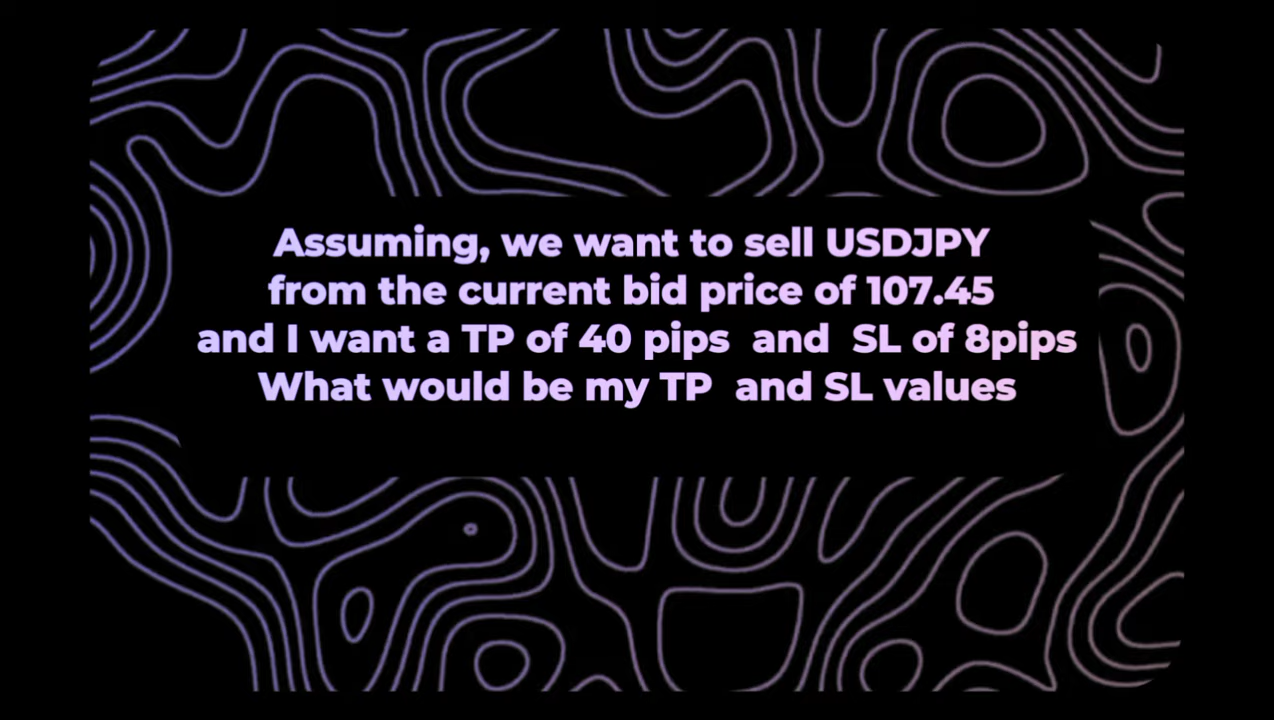 Assuming, we want to sell USDJPY
from the current bid price of 107.45
and I want a TP of 40 pips and SL of 8pips
What would be my TP and SL values